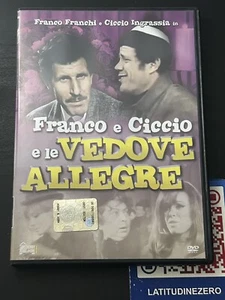 Franco Franchi e Ciccio Ingrassia in
Franco e Ciccio
e le VEDOVE
ALLEGRE
DVD
LATITUDINEZERO